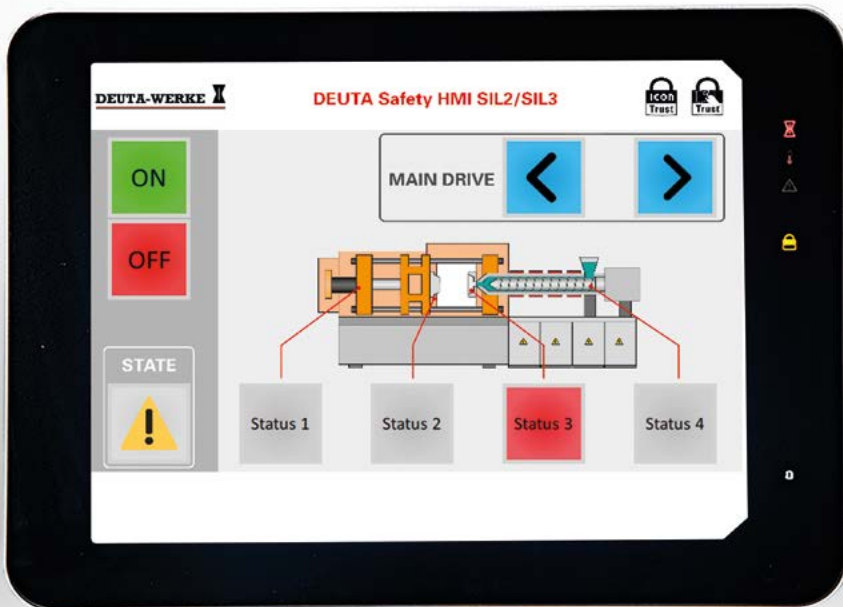 DEUTA-WERKE
DEUTA Safety HMI SIL2/SIL3
icon
Trust
Trust
ON
MAIN DRIVE
OFF
STATE
Status 1
Status 2
Status 3
Status 4